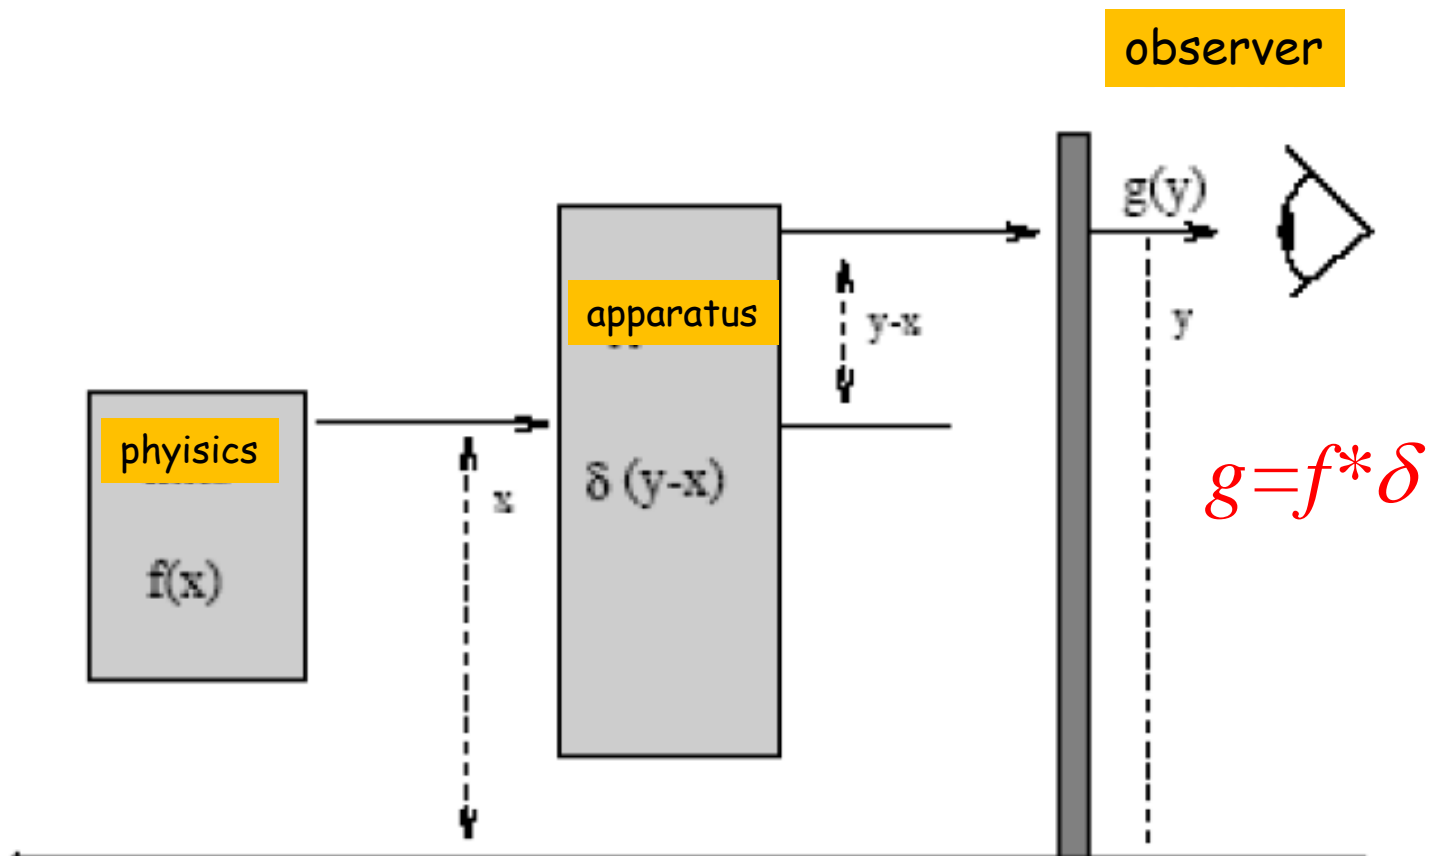 observer
g(y)
apparatus
y-x
y
phyisics
x
δ (y-x)
g=f*δ
f(x)